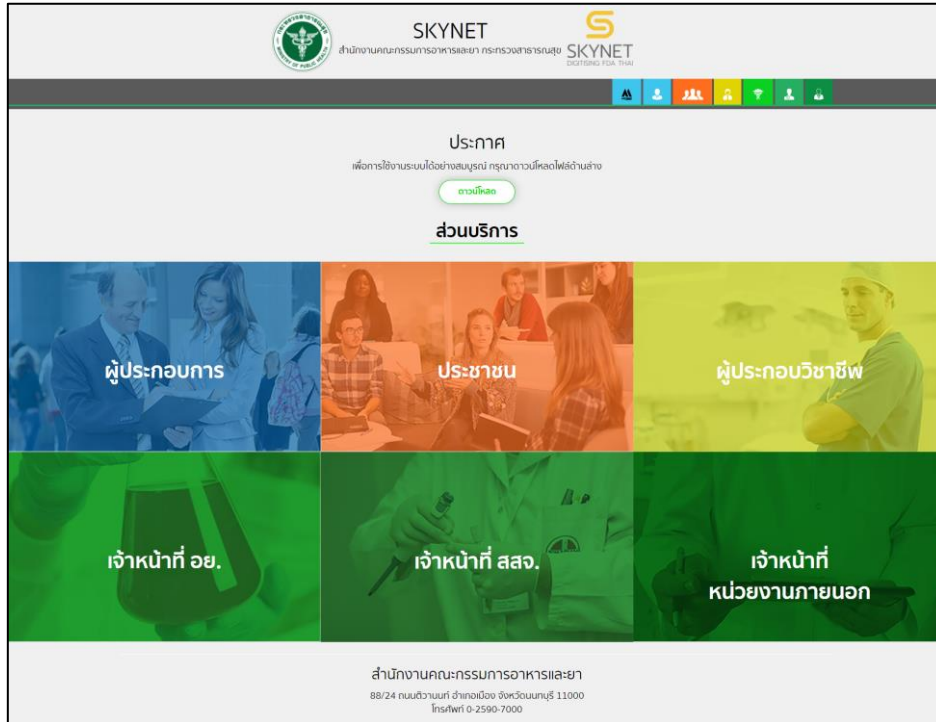 SKYNET
สำนักงานคณะกรรมการอาหารและยา กระทรวงสาธารณสุข
SKYNET
DIGITISING FDA THAI
ประกาศ
เพื่อการใช้งานระบบได้อย่างสมบูรณ์ กรุณาดาวน์โหลดไฟล์ด้านล่าง
ดาวน์โหลด
ส่วนบริการ
ผู้ประกอบการ
ประชาชน
ผู้ประกอบวิชาชีพ
เจ้าหน้าที่ อย.
เจ้าหน้าที่ สสจ.
เจ้าหน้าที่
หน่วยงานภายนอก
สำนักงานคณะกรรมการอาหารและยา
88/24 ถนนติวานนท์ อำเภอเมือง จังหวัดนนทบุรี 11000
โทรศัพท์ 0-2590-7000